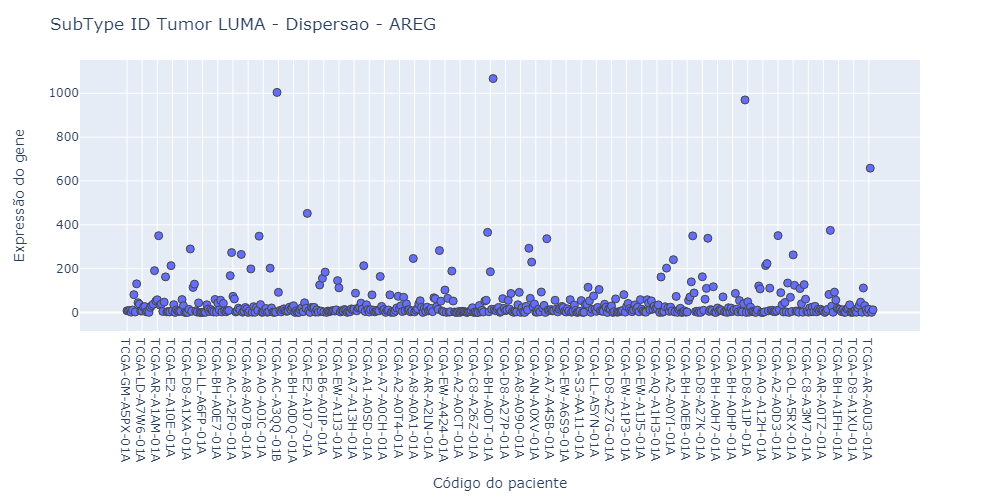 SubType ID Tumor LUMA - Dispersao - AREG
Expressão do gene
1000
800
600
400
200
0
TCGA-GM-A5PX-01A
TCGA-LD-A7W6-01A
TCGA-AR-A1AM-01A
TCGA-E2-A10E-01A
TCGA-D8-A1XA-01A
TCGA-LL-A6FP-01A
TCGA-BH-A0E7-01A
TCGA-AC-A2FO-01A
TCGA-A8-A07B-01A
TCGA-AO-A0JC-01A
TCGA-AC-A3QQ-01B
TCGA-BH-A0DQ-01A
TCGA-E2-A107-01A
TCGA-B6-A0IP-01A
TCGA-EW-A1J3-01A
TCGA-A7-A13H-01A
TCGA-A1-A0SD-01A
TCGA-A7-A0CH-01A
TCGA-A2-A0T4-01A
TCGA-A8-A0A1-01A
TCGA-AR-A2LN-01A
TCGA-EW-A424-01A
TCGA-A2-A0CT-01A
TCGA-C8-A26Z-01A
TCGA-BH-A0DT-01A
TCGA-D8-A27P-01A
TCGA-A8-A090-01A
TCGA-AN-A0XV-01A
TCGA-A7-A4SB-01A
TCGA-EW-A6S9-01A
TCGA-S3-AA11-01A
TCGA-LL-A5YN-01A
TCGA-D8-A27G-01A
TCGA-EW-A1P3-01A
TCGA-EW-A1J5-01A
TCGA-AQ-A1H3-01A
TCGA-A2-A0YI-01A
TCGA-BH-A0EB-01A
TCGA-D8-A27K-01A
TCGA-BH-A0H7-01A
TCGA-BH-A0HP-01A
TCGA-D8-A1JP-01A
TCGA-AO-A12H-01A
TCGA-A2-A0D3-01A
TCGA-OL-A5RX-01A
TCGA-C8-A3M7-01A
TCGA-AR-A0TZ-01A
TCGA-BH-A1FH-01A
TCGA-D8-A1XU-01A
TCGA-AR-A0U3-01A
Código do paciente